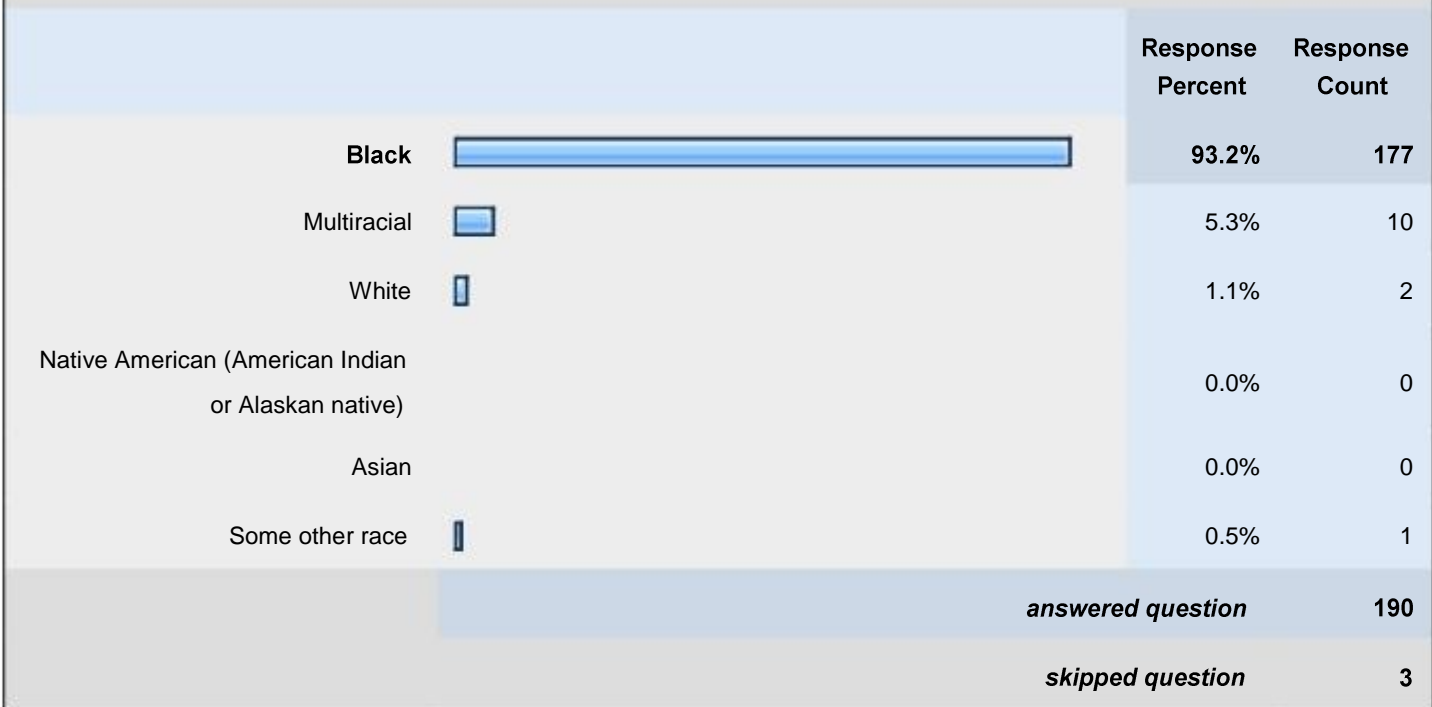 Response Response
Percent Count
Black 93.2% 177
Multiracial 5.3% 10
White 1.1% 2
Native American (American Indian
or Alaskan native) 0.0% 0
Asian 0.0% 0
Some other race 0.5% 1
answered question 190
skipped question 3